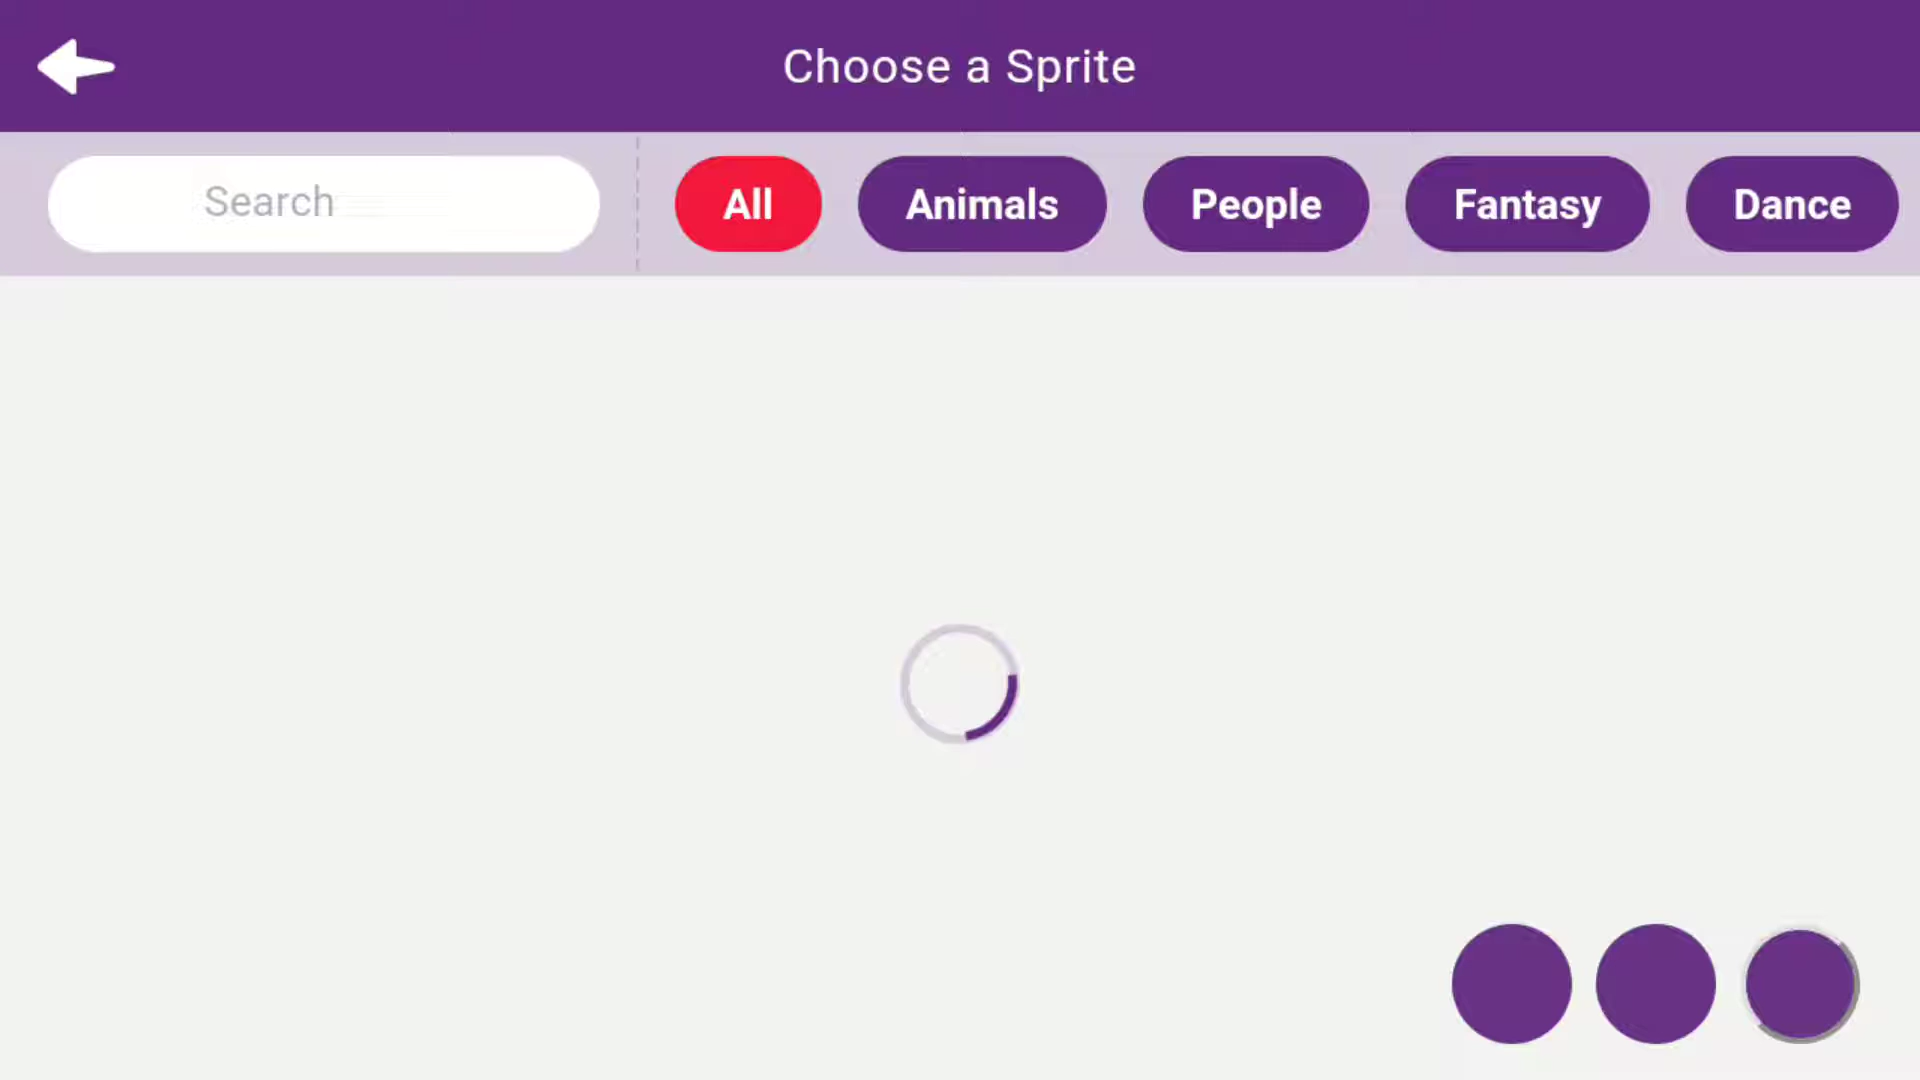 Choose a Sprite
Search
All
Animals
People
Fantasy
Dance